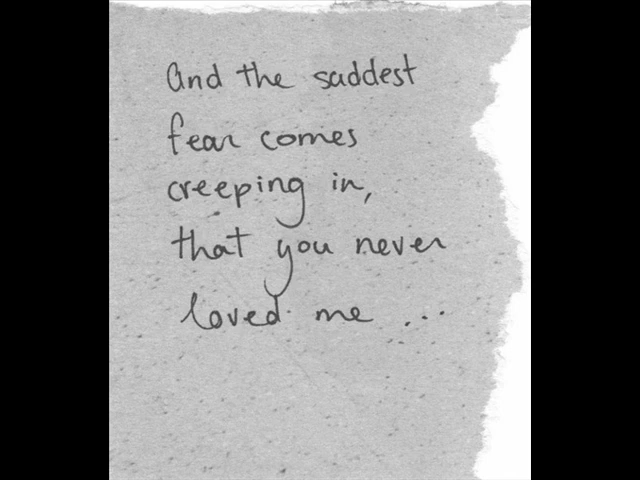 And the saddest
fear comes
creeping in,
that you never
loved me ...